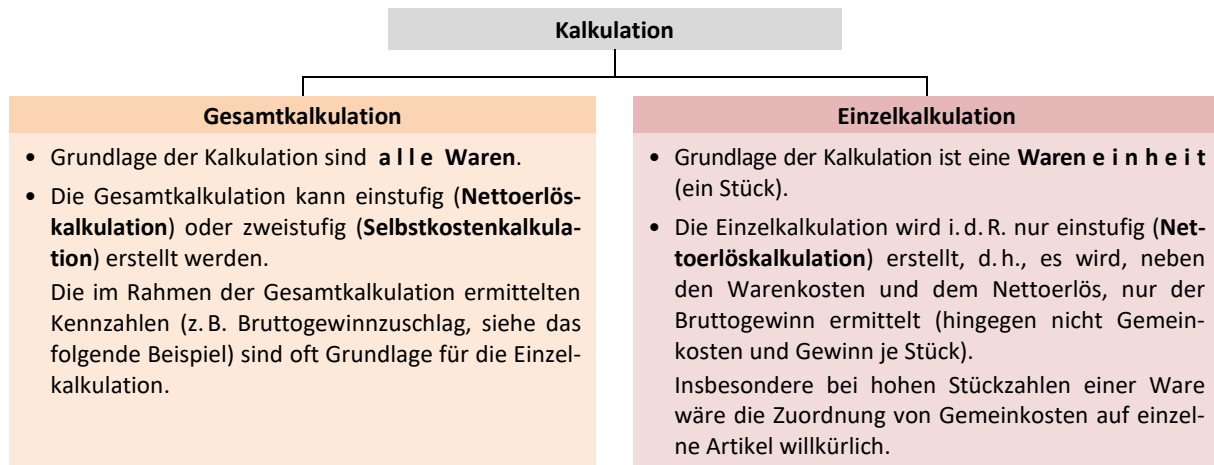 Kalkulation
Gesamtkalkulation
• Grundlage der Kalkulation sind a l l e Waren.
• Die Gesamtkalkulation kann einstufig (Nettoerlös-
kalkulation) oder zweistufig (Selbstkostenkalkula-
tion) erstellt werden.
Die im Rahmen der Gesamtkalkulation ermittelten
Kennzahlen (z. B. Bruttogewinnzuschlag, siehe das
folgende Beispiel) sind oft Grundlage für die Einzel-
kalkulation.
Einzelkalkulation
• Grundlage der Kalkulation ist eine Waren e i n h e i t
(ein Stück).
• Die Einzelkalkulation wird i. d. R. nur einstufig (Net-
toerlöskalkulation) erstellt, d. h., es wird, neben
den Warenkosten und dem Nettoerlös, nur der
Bruttogewinn ermittelt (hingegen nicht Gemein-
kosten und Gewinn je Stück).
Insbesondere bei hohen Stückzahlen einer Ware
wäre die Zuordnung von Gemeinkosten auf einzel-
ne Artikel willkürlich.